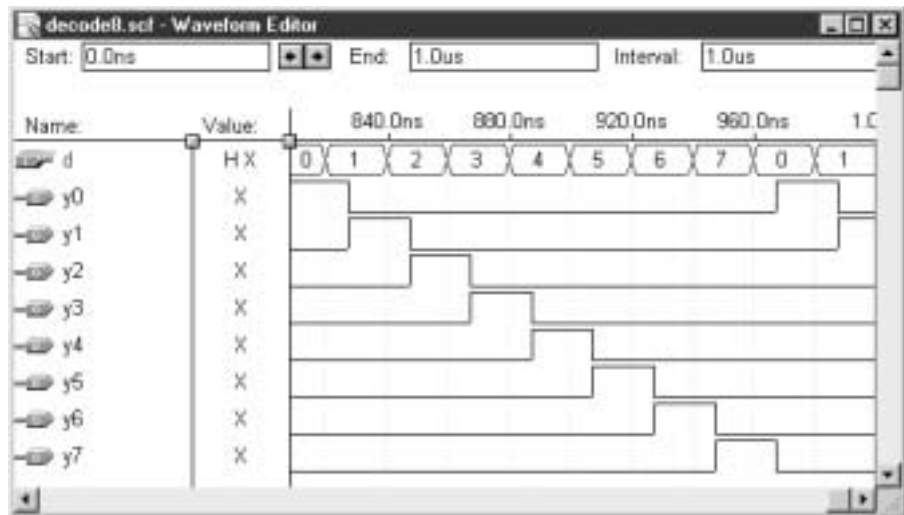 decode8.scf - Waveform Editor
Start: 0.0ns End: 1.0us Interval: 1.0us
Name: Value: 840.0ns 880.0ns 920.0ns 960.0ns 1.0
d H X 0 1 2 3 4 5 6 7 0 1
y0 X
y1 X
y2 X
y3 X
y4 X
y5 X
y6 X
y7 X